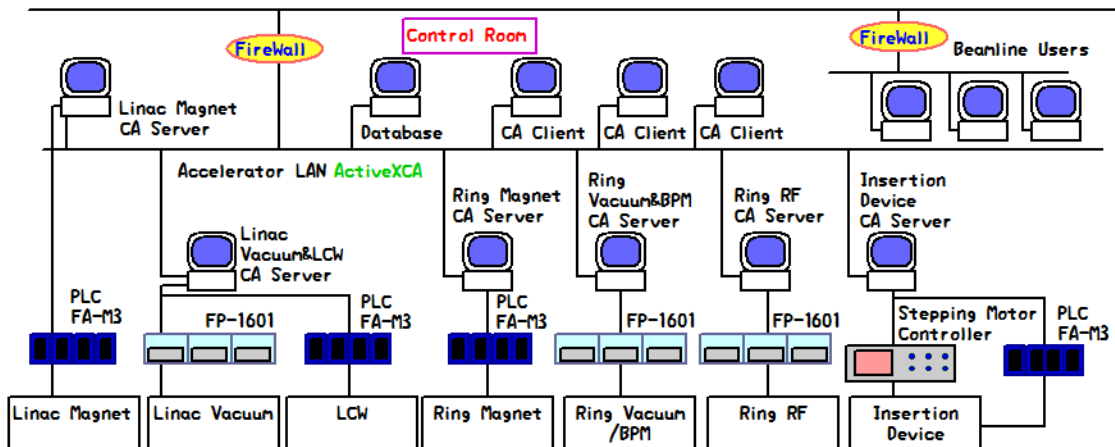 FireWall
Control Room
FireWall
Beamline Users
Linac Magnet
CA Server
Database
CA Client
CA Client
CA Client
Accelerator LAN ActiveXCA
Linac
Vacuum&LCW
CA Server
Ring Magnet
CA Server
Ring
Vacuum&BPM
CA Server
Ring RF
CA Server
Insertion
Device
CA Server
PLC
FA-M3
FP-1601
PLC
FA-M3
PLC
FA-M3
FP-1601
FP-1601
Stepping Motor
Controller
PLC
FA-M3
Linac Magnet
Linac Vacuum
LCW
Ring Magnet
Ring Vacuum
/BPM
Ring RF
Insertion
Device